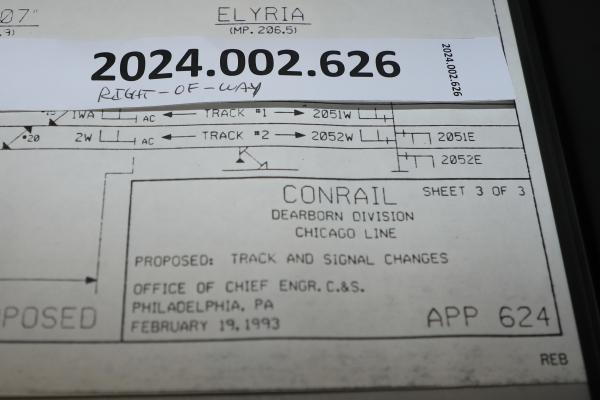 07"
ELYRIA
(MP. 206.5)
2024.002.626
2024.002.626
RIGHT-OF-WAY
1WA AC TRACK #1 2051W
#20 2W AC TRACK #2 2052W 2051E
2052E
CONRAIL SHEET 3 OF 3
DEARBORN DIVISION
CHICAGO LINE
PROPOSED: TRACK AND SIGNAL CHANGES
OFFICE OF CHIEF ENGR. C.&S.
PHILADELPHIA, PA
FEBRUARY 19, 1993
APP 624
POSED
REB